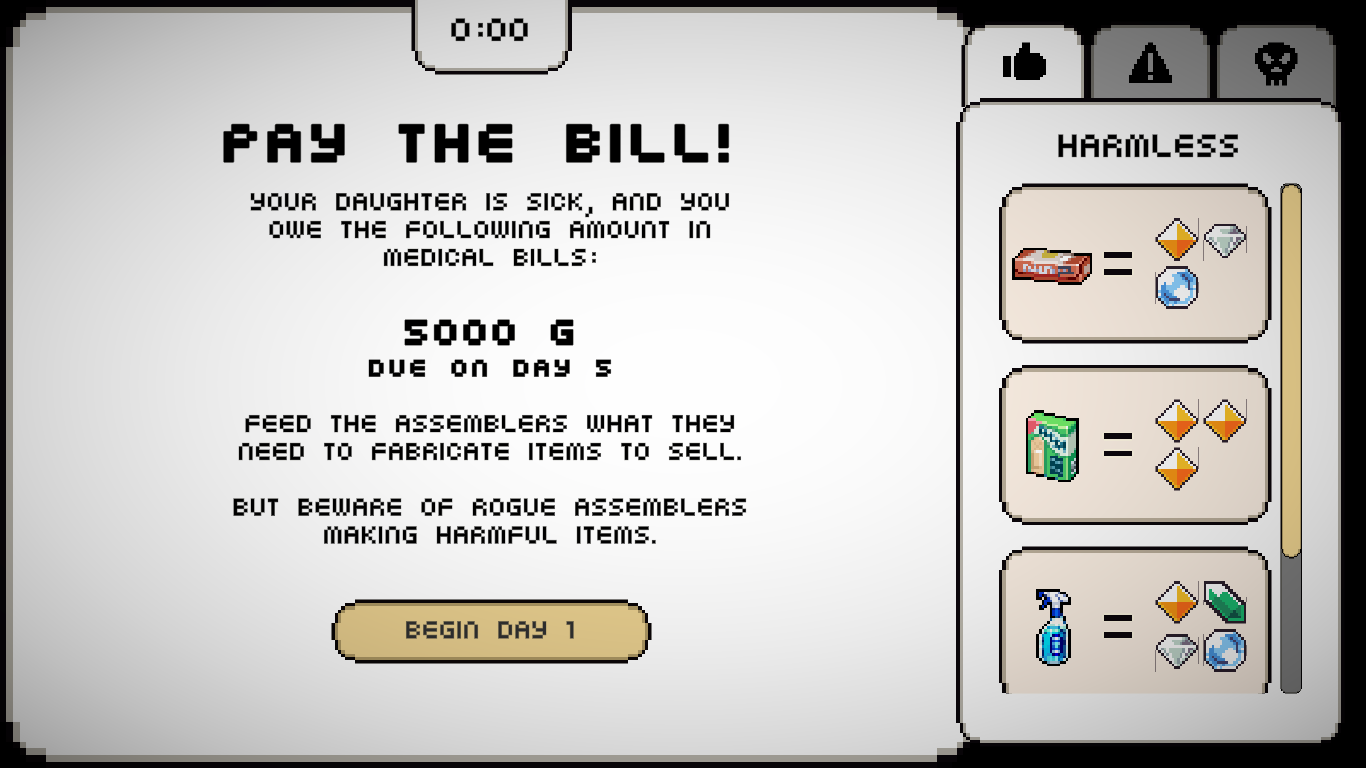 0:00
PAY THE BILL!
YOUR DAUGHTER IS SICK, AND YOU
OWE THE FOLLOWING AMOUNT IN
MEDICAL BILLS:
5000 G
DUE ON DAY 5
FEED THE ASSEMBLERS WHAT THEY
NEED TO FABRICATE ITEMS TO SELL.
BUT BEWARE OF ROGUE ASSEMBLERS
MAKING HARMFUL ITEMS.
BEGIN DAY 1
HARMLESS
=
=
=